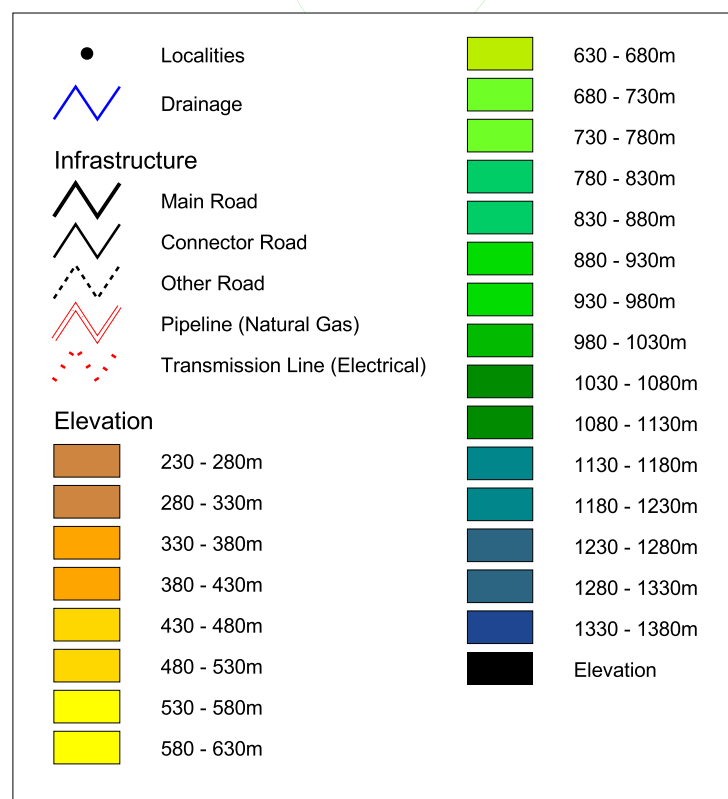 Localities
Drainage
Infrastructure
Main Road
Connector Road
Other Road
Pipeline (Natural Gas)
Transmission Line (Electrical)
Elevation
230 - 280m
280 - 330m
330 - 380m
380 - 430m
430 - 480m
480 - 530m
530 - 580m
580 - 630m
630 - 680m
680 - 730m
730 - 780m
780 - 830m
830 - 880m
880 - 930m
930 - 980m
980 - 1030m
1030 - 1080m
1080 - 1130m
1130 - 1180m
1180 - 1230m
1230 - 1280m
1280 - 1330m
1330 - 1380m
Elevation